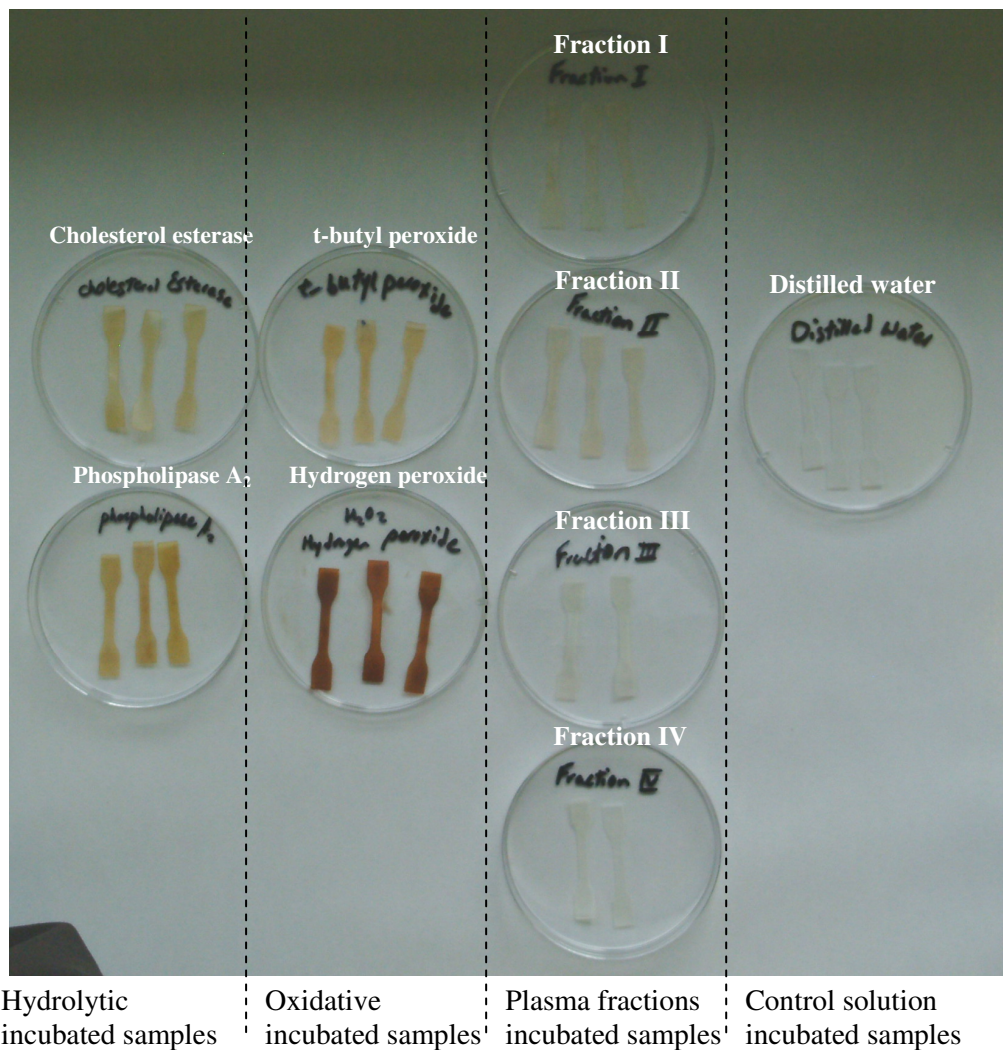 Fraction I
Fraction I
Cholesterol esterase
cholesterol Esterase
t-butyl peroxide
t-butyl peroxide
Fraction II
Fraction II
Distilled water
Distilled water
Phospholipase A₂
phospholipase A₂
Hydrogen peroxide
H₂O₂
Hydrogen peroxide
Fraction III
Fraction III
Fraction IV
Fraction IV
Hydrolytic
incubated samples
Oxidative
incubated samples
Plasma fractions
incubated samples
Control solution
incubated samples